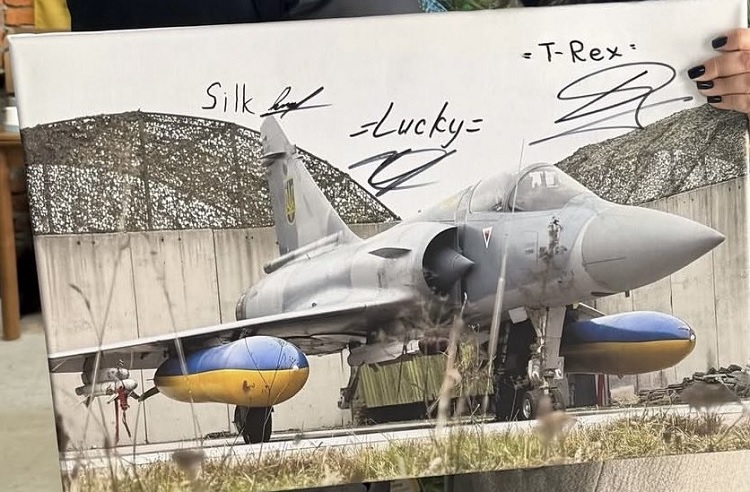 = T-Rex =
Silk
=Lucky=